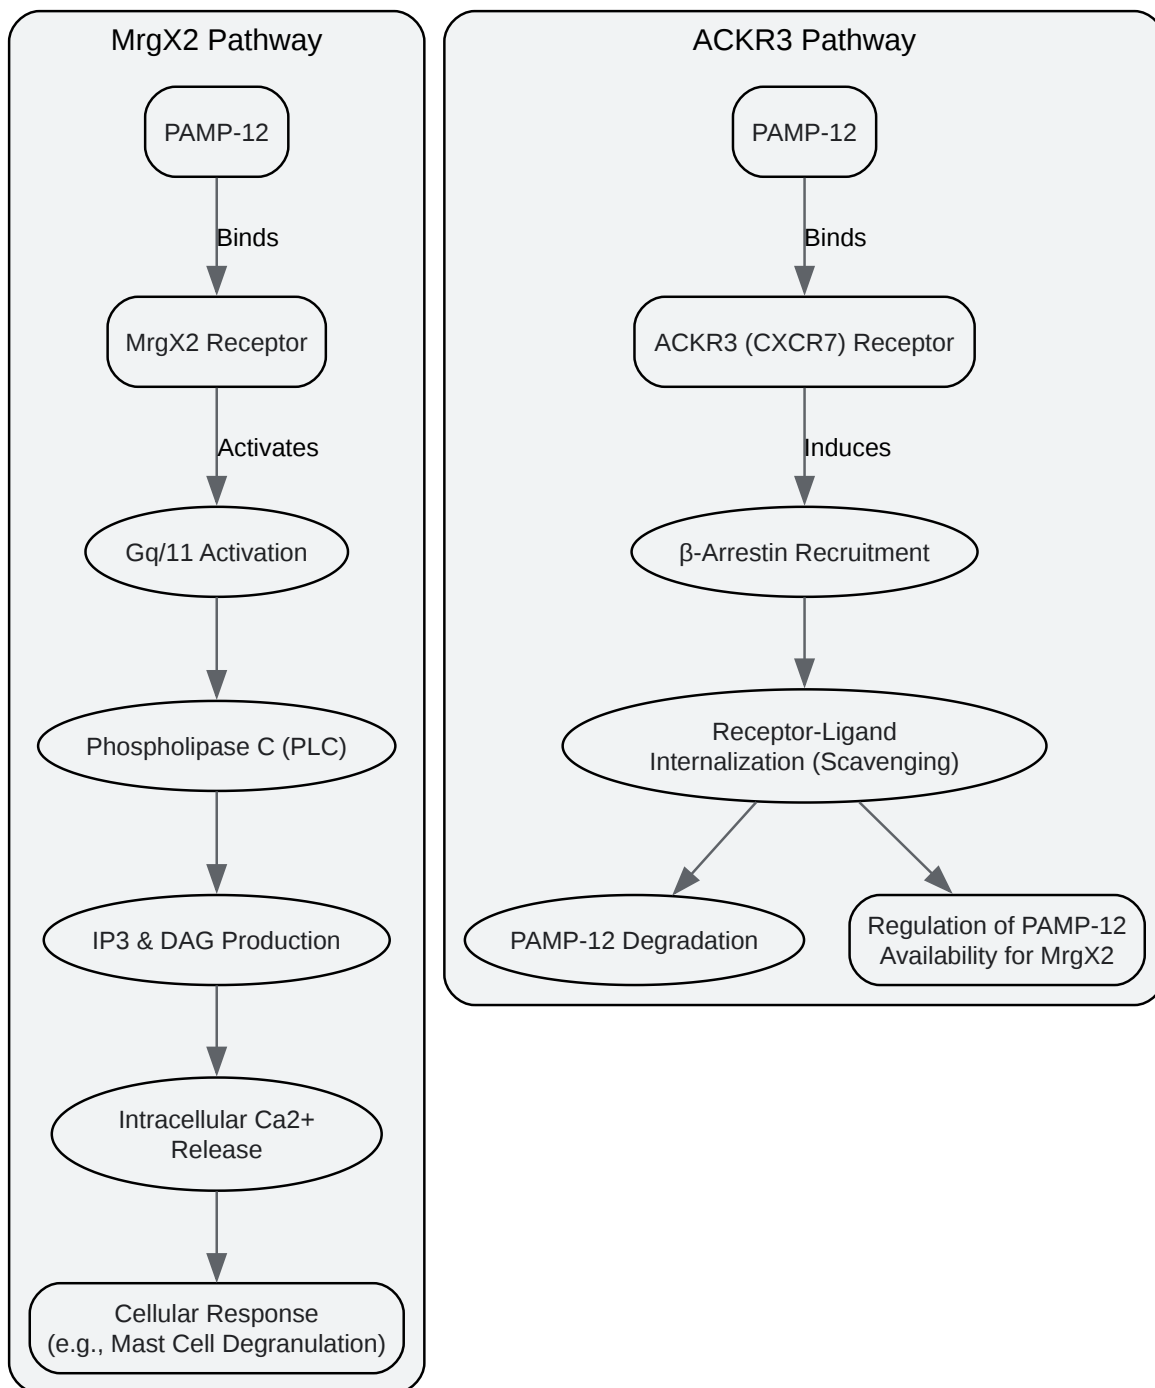 MrgX2 Pathway
PAMP-12
Binds
MrgX2 Receptor
Activates
Gq/11 Activation
Phospholipase C (PLC)
IP3 & DAG Production
Intracellular Ca2+
Release
Cellular Response
(e.g., Mast Cell Degranulation)
ACKR3 Pathway
PAMP-12
Binds
ACKR3 (CXCR7) Receptor
Induces
β-Arrestin Recruitment
Receptor-Ligand
Internalization (Scavenging)
PAMP-12 Degradation
Regulation of PAMP-12
Availability for MrgX2